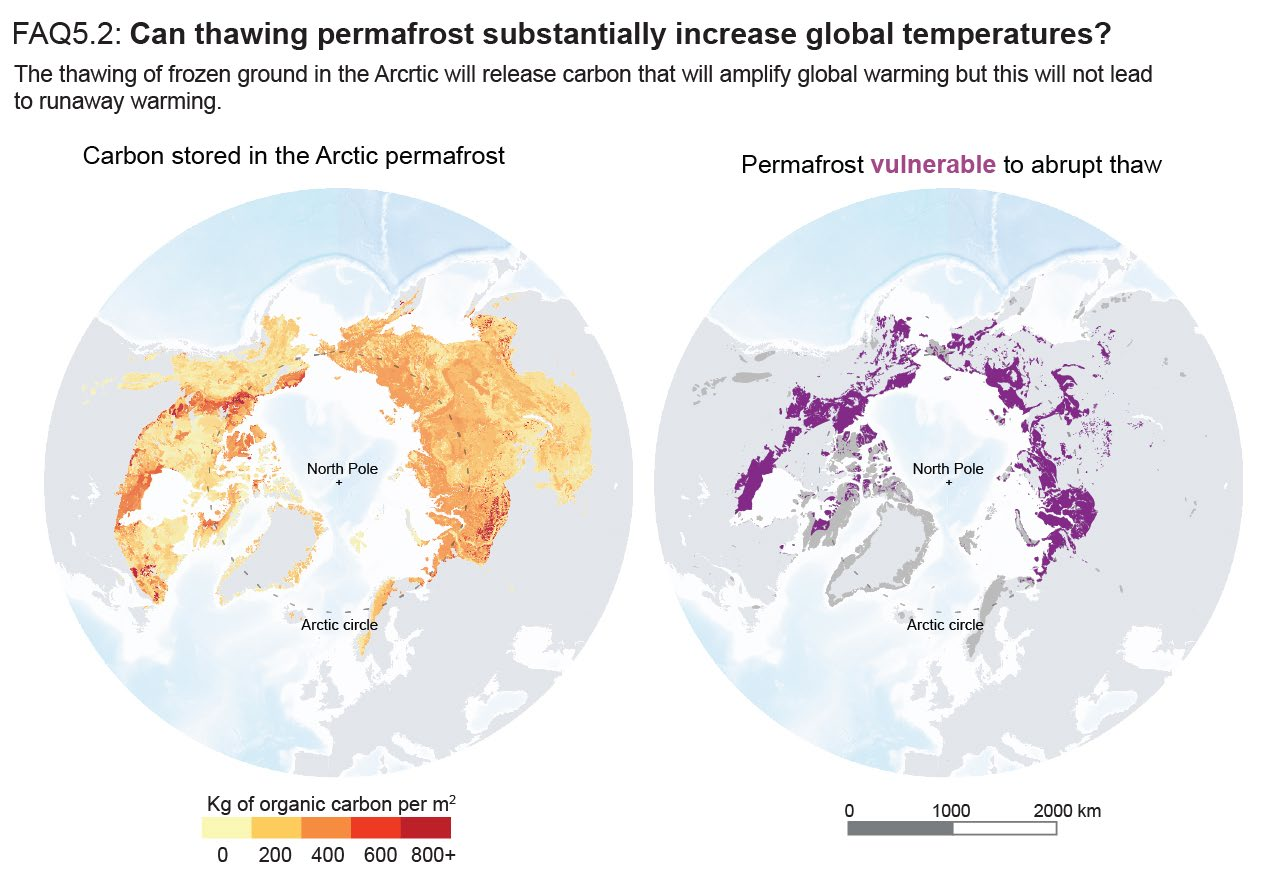 FAQ5.2: Can thawing permafrost substantially increase global temperatures?
The thawing of frozen ground in the Arcrtic will release carbon that will amplify global warming but this will not lead
to runaway warming.
Carbon stored in the Arctic permafrost
Permafrost vulnerable to abrupt thaw
North Pole
+
Arctic circle
North Pole
+
Arctic circle
Kg of organic carbon per m²
0 200 400 600 800+
0 1000 2000 km